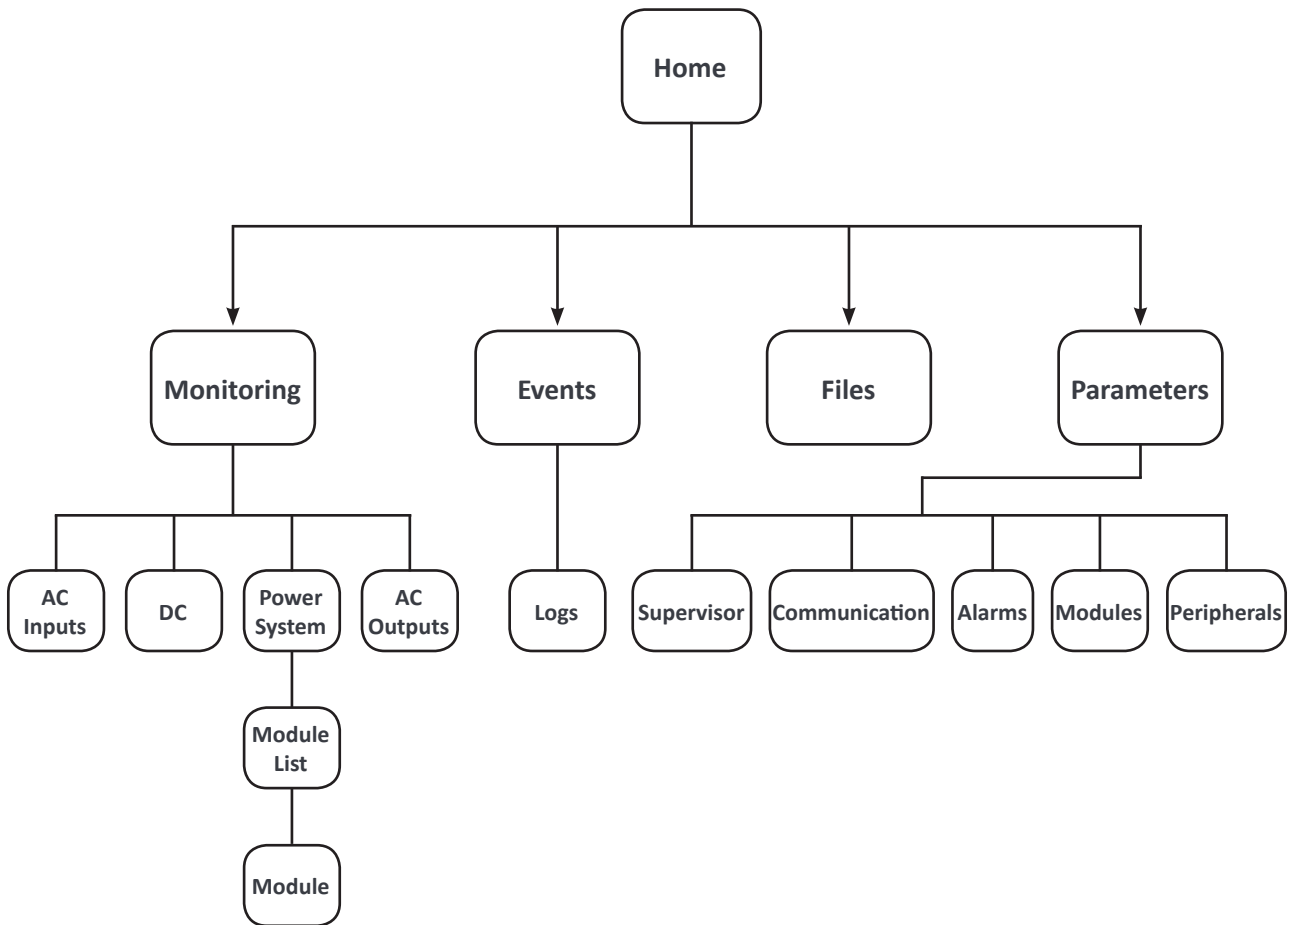 Home
Monitoring
Events
Files
Parameters
AC
Inputs
DC
Power
System
AC
Outputs
Logs
Supervisor
Communication
Alarms
Modules
Peripherals
Module
List
Module